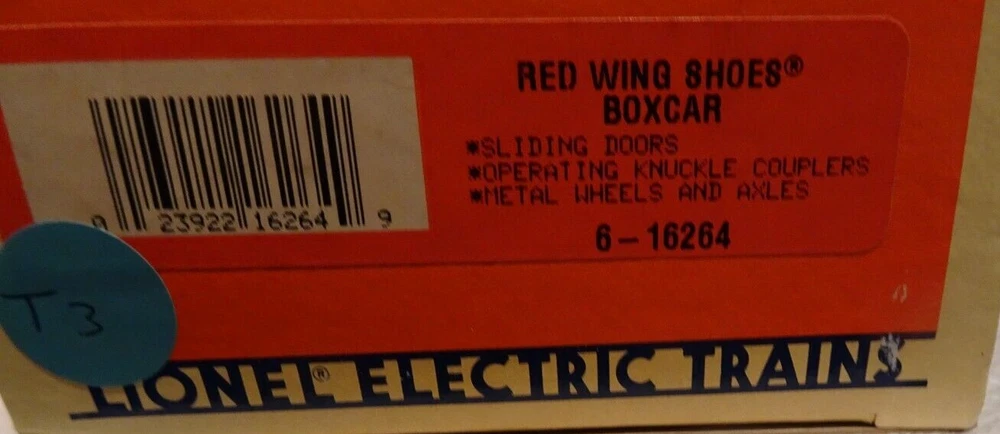 RED WING SHOES®
BOXCAR
*SLIDING DOORS
*OPERATING KNUCKLE COUPLERS
*METAL WHEELS AND AXLES
6-16264
0 23922 16264 9
T3
LIONEL® ELECTRIC TRAINS